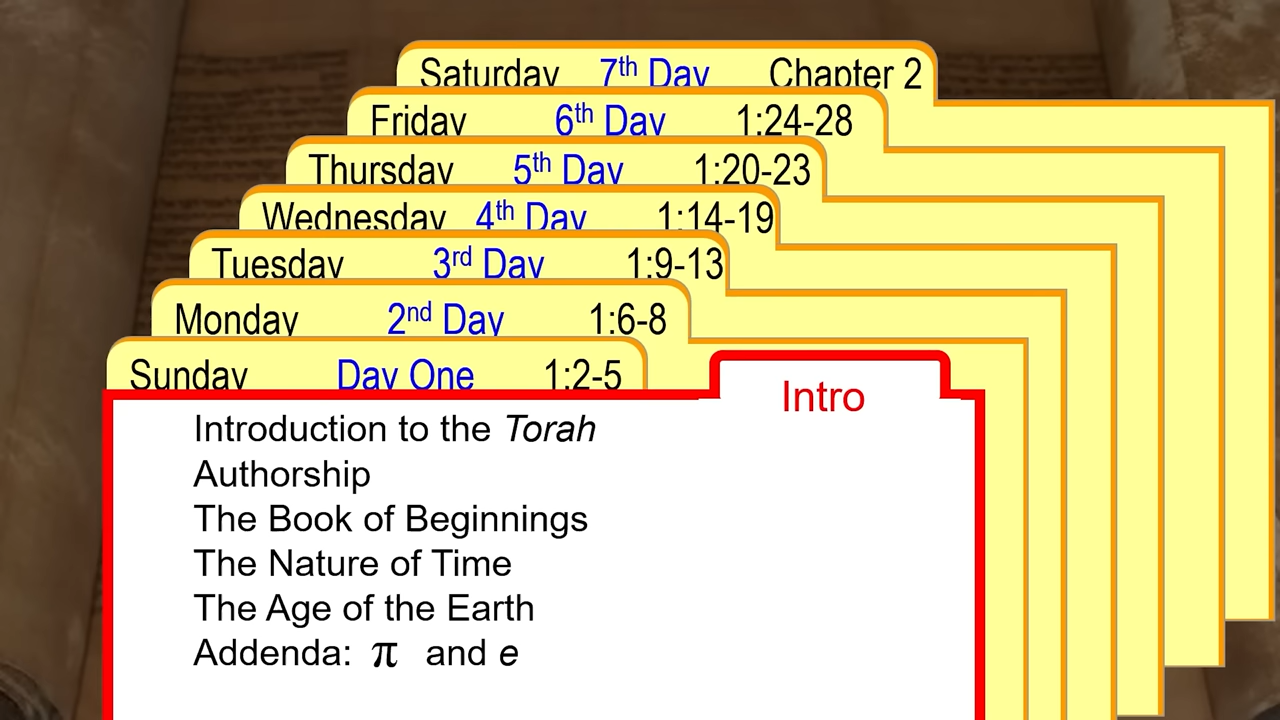 Saturday 7th Day Chapter 2
Friday 6th Day 1:24-28
Thursday 5th Day 1:20-23
Wednesday 4th Day 1:14-19
Tuesday 3rd Day 1:9-13
Monday 2nd Day 1:6-8
Sunday Day One 1:2-5
Intro
Introduction to the Torah
Authorship
The Book of Beginnings
The Nature of Time
The Age of the Earth
Addenda: π and e